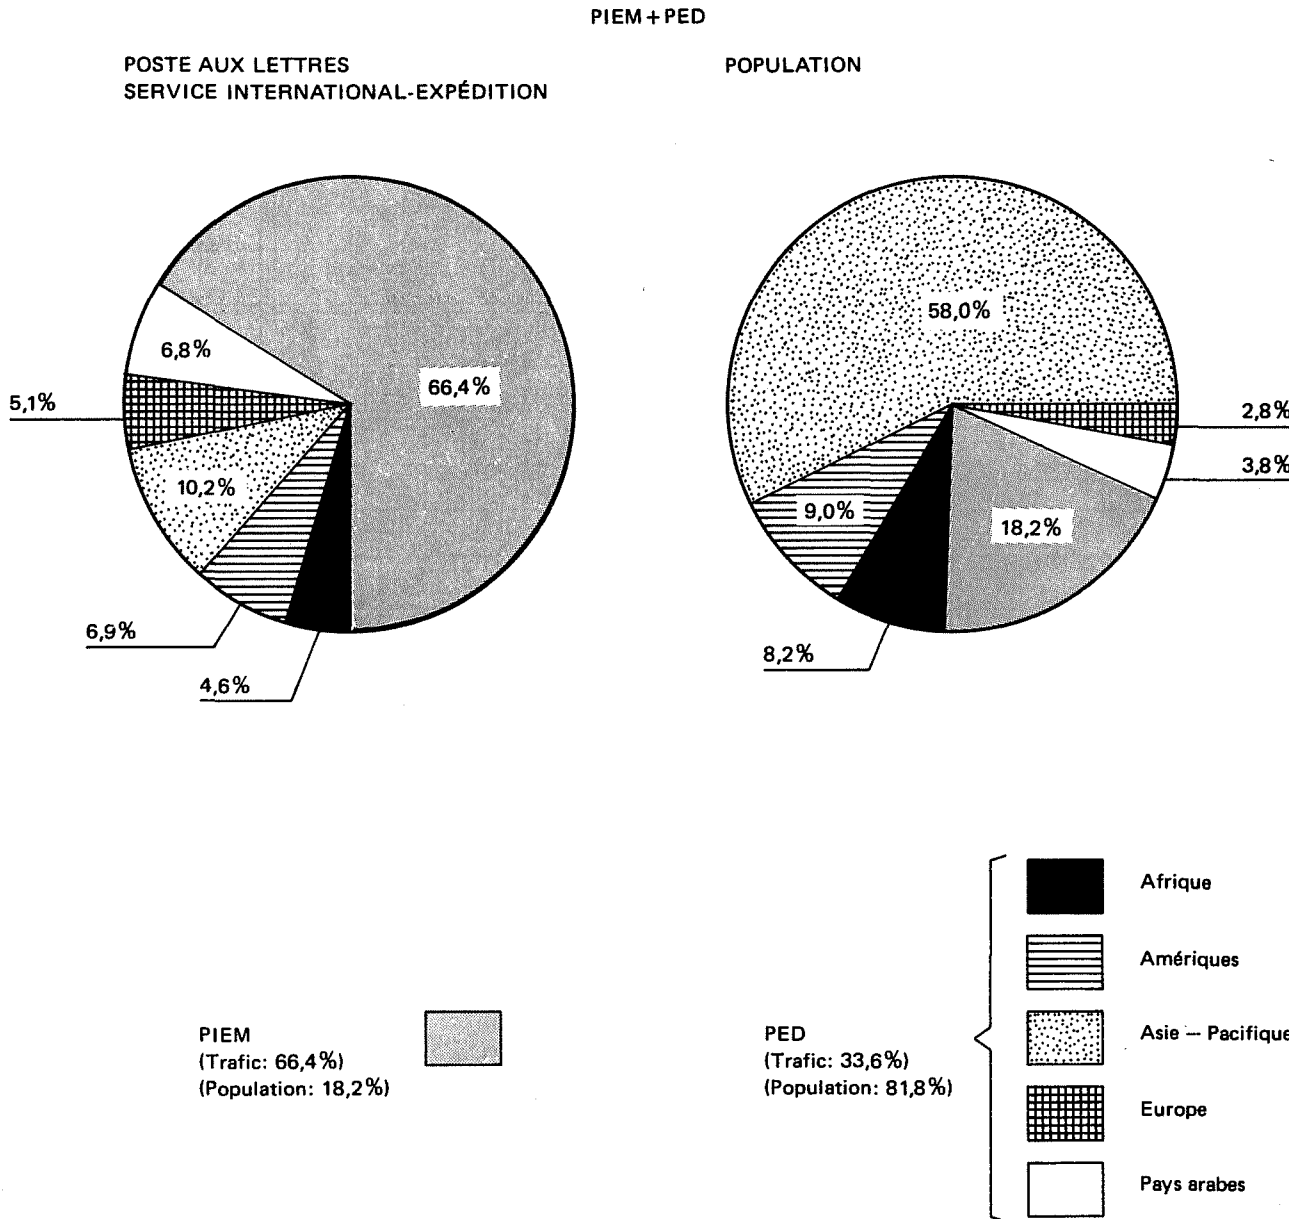 PIEM + PED
POSTE AUX LETTRES
SERVICE INTERNATIONAL-EXPÉDITION
POPULATION
6,8%
66,4%
5,1%
10,2%
6,9%
4,6%
58,0%
2,8%
3,8%
9,0%
18,2%
8,2%
PIEM
(Trafic: 66,4%)
(Population: 18,2%)
PED
(Trafic: 33,6%)
(Population: 81,8%)
Afrique
Amériques
Asie – Pacifique
Europe
Pays arabes